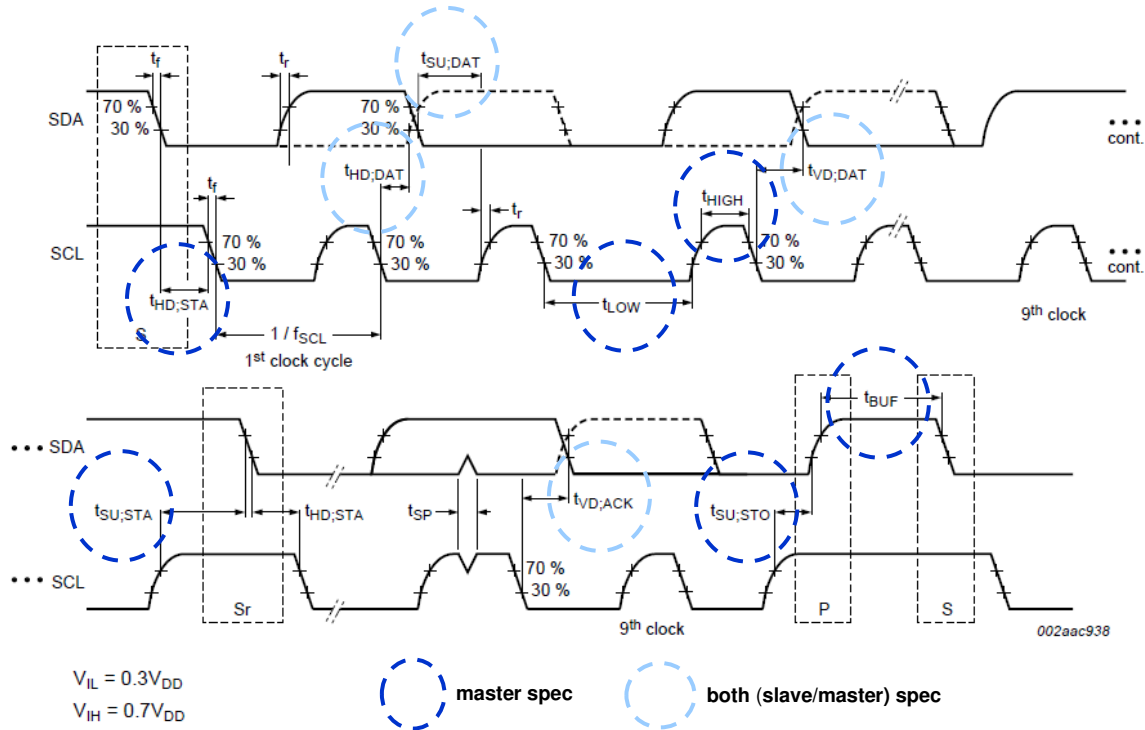 tf
tr
tSU;DAT
70 %
30 %
SDA
70 %
30 %
cont.
tHD;DAT
tVD;DAT
tf
tr
tHIGH
70 %
30 %
SCL
70 %
30 %
70 %
30 %
70 %
30 %
cont.
tHD;STA
tLOW
S
1 / fSCL
1st clock cycle
9th clock
tBUF
SDA
tSU;STA
tHD;STA
tSP
tVD;ACK
tSU;STO
70 %
30 %
SCL
Sr
P
S
9th clock
002aac938
VIL = 0.3VDD
VIH = 0.7VDD
master spec
both (slave/master) spec